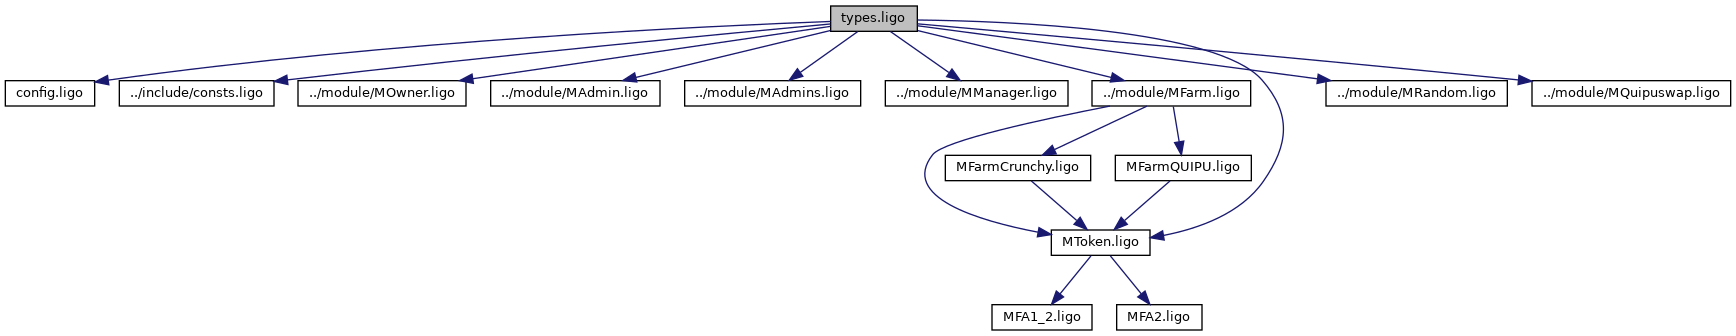 types.ligo
config.ligo
../include/consts.ligo
../module/MOwner.ligo
../module/MAdmin.ligo
../module/MAdmins.ligo
../module/MManager.ligo
../module/MFarm.ligo
../module/MRandom.ligo
../module/MQuipuswap.ligo
MFarmCrunchy.ligo
MFarmQUIPU.ligo
MToken.ligo
MFA1_2.ligo
MFA2.ligo